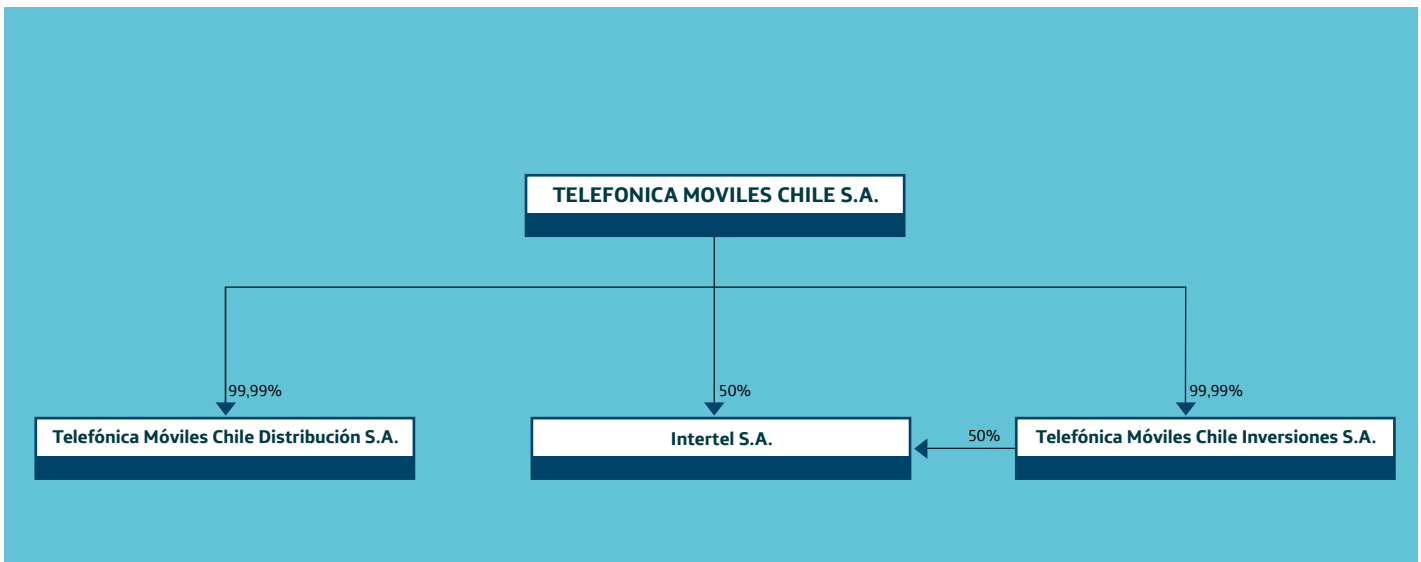 TELEFONICA MOVILES CHILE S.A.
99,99%
50%
99,99%
Telefónica Móviles Chile Distribución S.A.
Intertel S.A.
50%
Telefónica Móviles Chile Inversiones S.A.